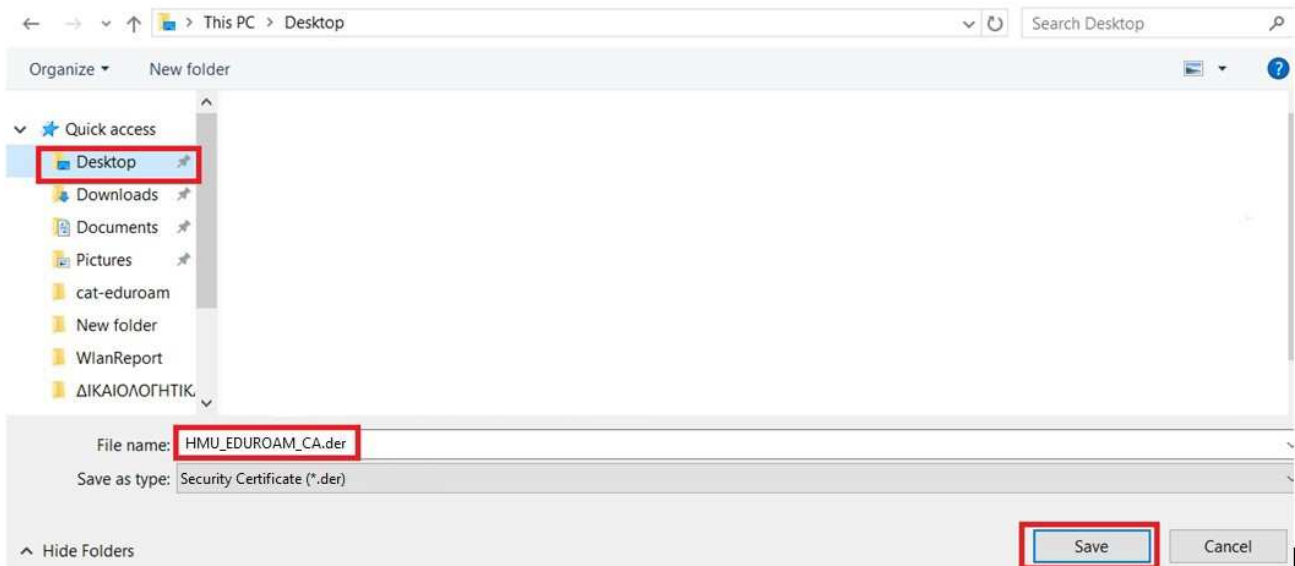 This PC > Desktop
Search Desktop
Organize
New folder
?
Quick access
Desktop
Downloads
Documents
Pictures
cat-eduroam
New folder
WlanReport
ΔΙΚΑΙΟΛΟΓΗΤΙΚ
File name: HMU_EDUROAM_CA.der
Save as type: Security Certificate (*.der)
Hide Folders
Save
Cancel